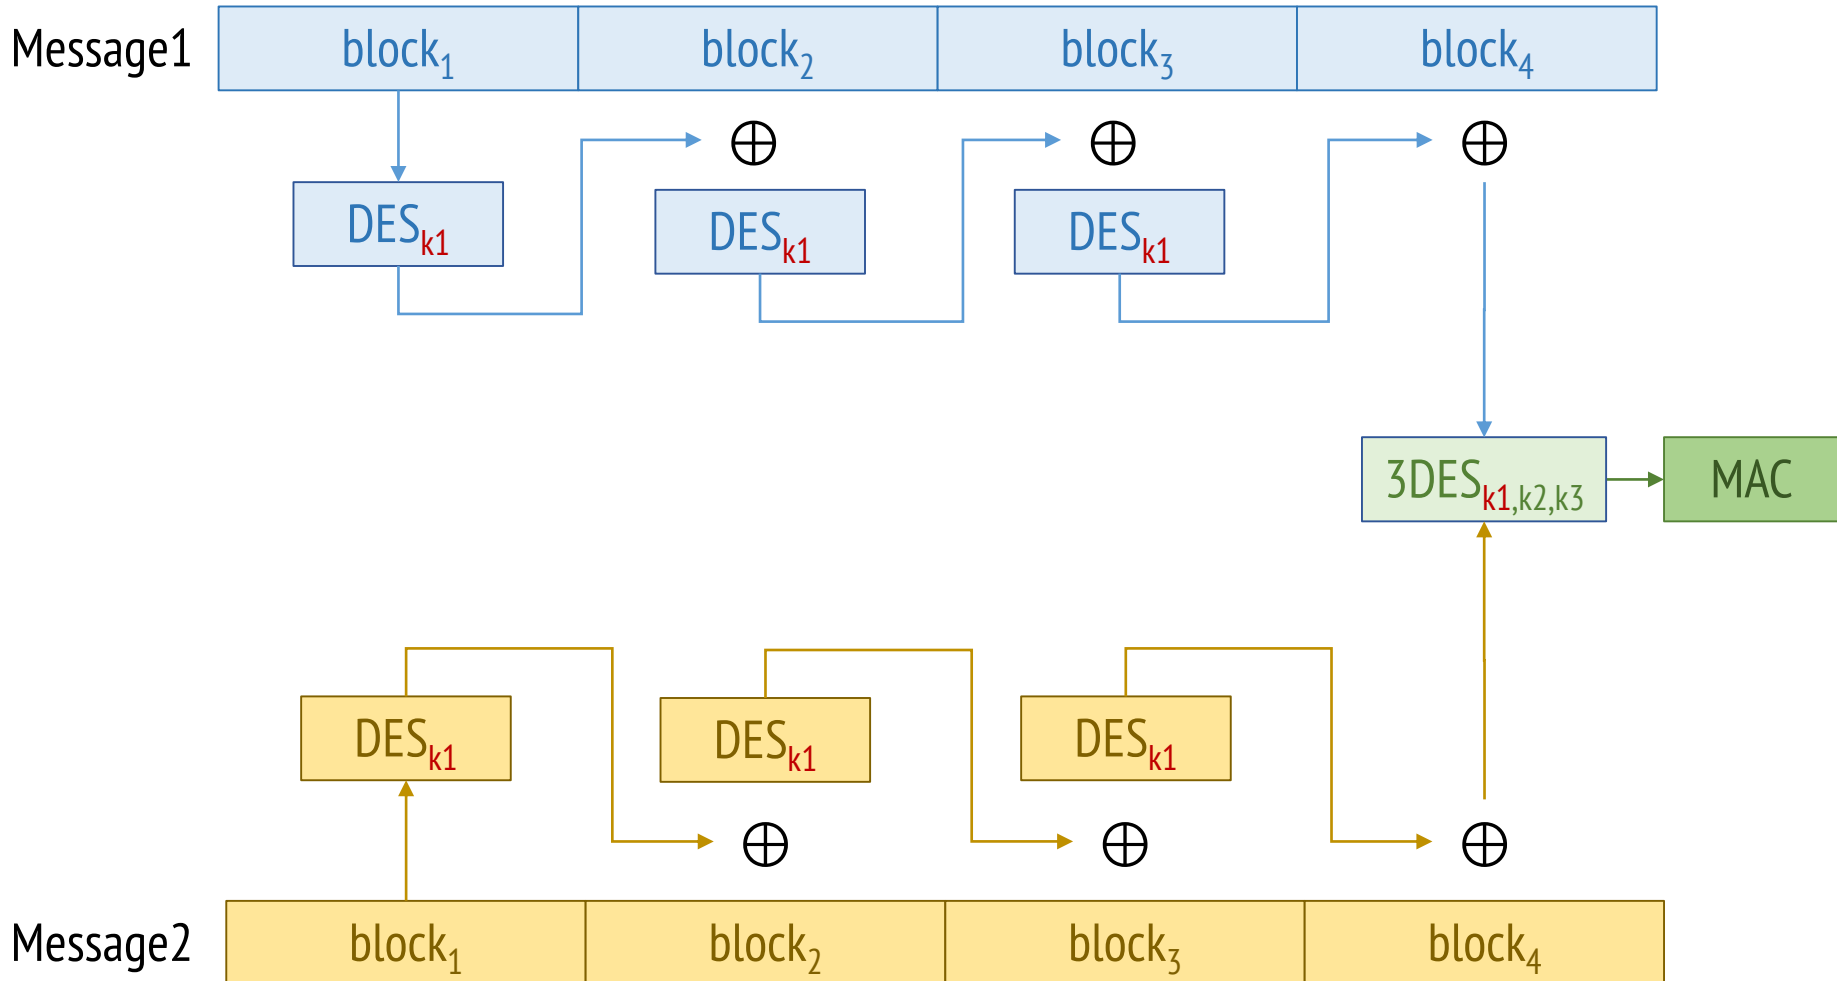 Message1 block1 block2 block3 block4
DESk1 DESk1 DESk1
3DESk1,k2,k3 MAC
DESk1 DESk1 DESk1
Message2 block1 block2 block3 block4